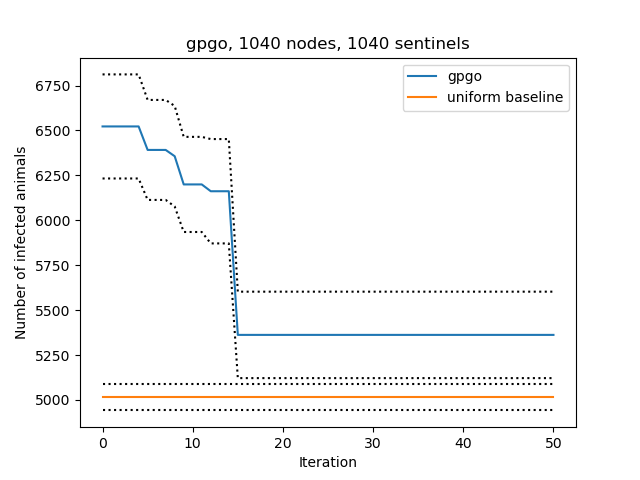 gpgo, 1040 nodes, 1040 sentinels
gpgo
uniform baseline
Number of infected animals
6750
6500
6250
6000
5750
5500
5250
5000
0 10 20 30 40 50
Iteration